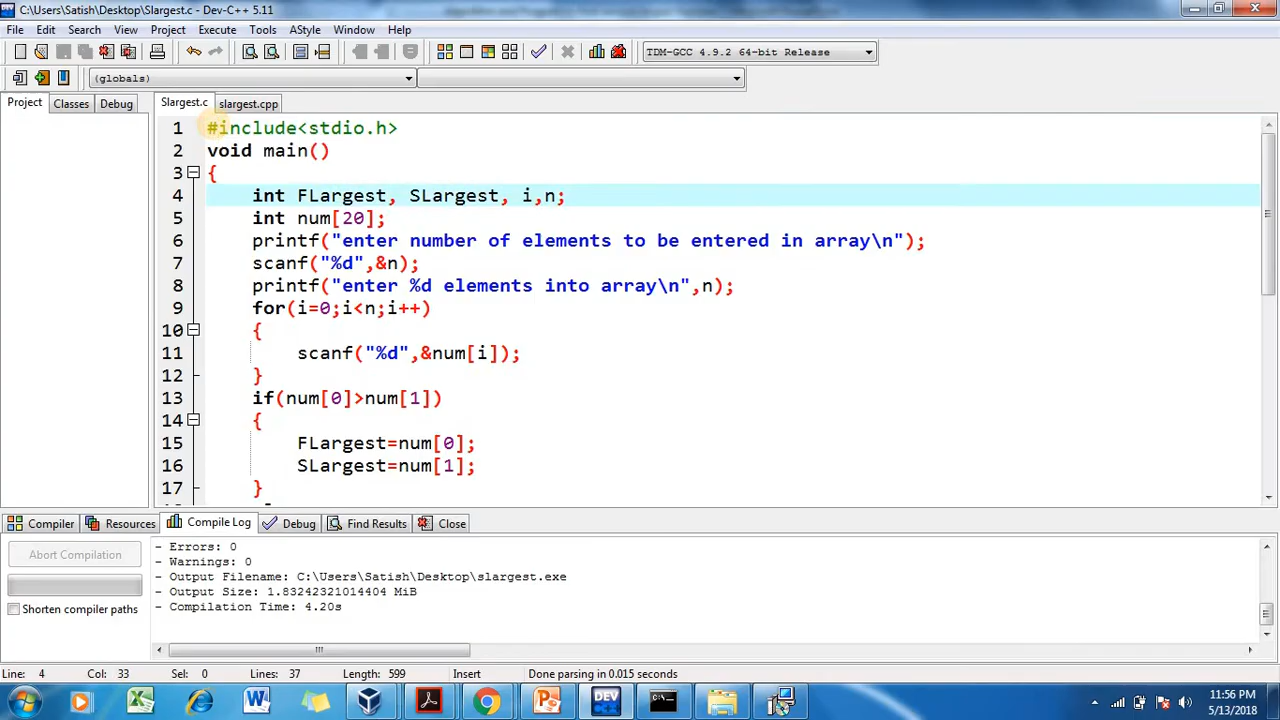 C:\Users\Satish\Desktop\Slargest.c - Dev-C++ 5.11
File Edit Search View Project Execute Tools AStyle Window Help
TDM-GCC 4.9.2 64-bit Release
(globals)
Project Classes Debug Slargest.c slargest.cpp
1 #include<stdio.h>
2 void main()
3 {
4 int FLargest, SLargest, i,n;
5 int num[20];
6 printf("enter number of elements to be entered in array\n");
7 scanf("%d",&n);
8 printf("enter %d elements into array\n",n);
9 for(i=0;i<n;i++)
10 {
11 scanf("%d",&num[i]);
12 }
13 if(num[0]>num[1])
14 {
15 FLargest=num[0];
16 SLargest=num[1];
17 }
Compiler Resources Compile Log Debug Find Results Close
Abort Compilation
Shorten compiler paths
- Errors: 0
- Warnings: 0
- Output Filename: C:\Users\Satish\Desktop\slargest.exe
- Output Size: 1.83242321014404 MiB
- Compilation Time: 4.20s
Line: 4 Col: 33 Sel: 0 Lines: 37 Length: 599 Insert Done parsing in 0.015 seconds
DEV
11:56 PM
5/13/2018